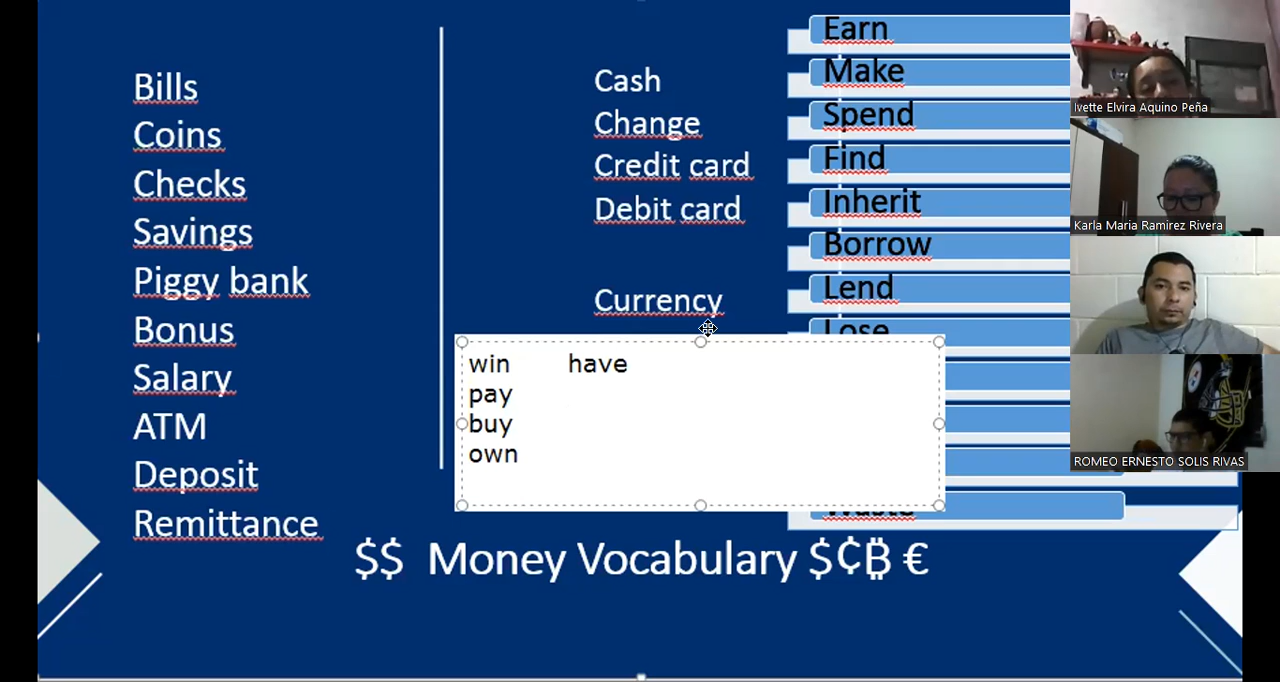 Bills
Coins
Checks
Savings
Piggy bank
Bonus
Salary
ATM
Deposit
Remittance
Cash
Change
Credit card
Debit card
Currency
Earn
Make
Spend
Find
Inherit
Borrow
Lend
Lose
win have
pay
buy
own
$$ Money Vocabulary $₵₿ €
Ivette Elvira Aquino Peña
Karla Maria Ramirez Rivera
ROMEO ERNESTO SOLIS RIVAS